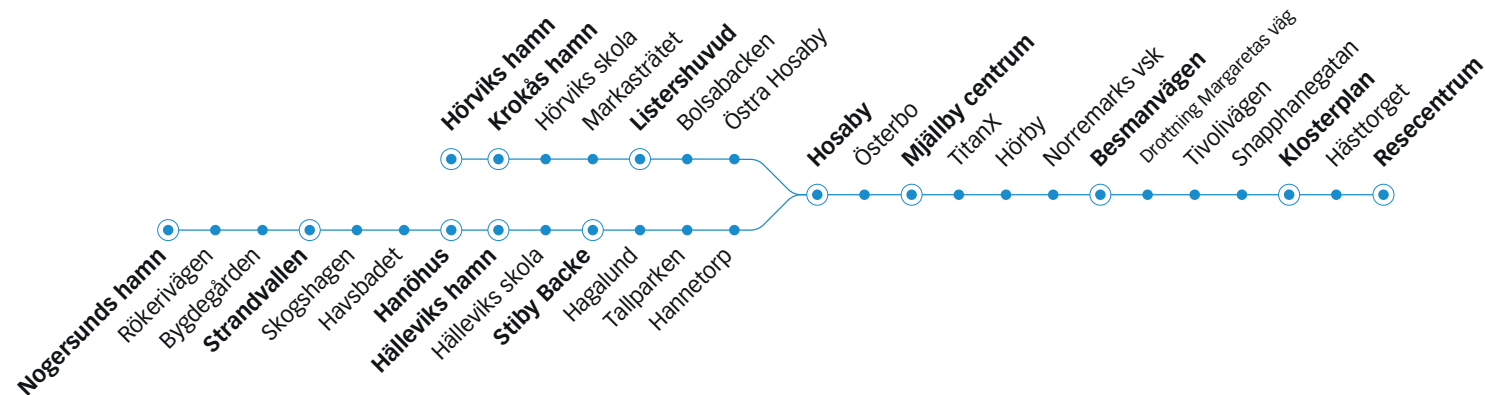 Hörviks hamn
Krokås hamn
Hörviks skola
Markasträtet
Listershuvud
Bolsabacken
Östra Hosaby
Hosaby
Österbo
Mjällby centrum
TitanX
Hörby
Norremarks vsk
Besmanvägen
Drottning Margaretas väg
Tivolivägen
Snapphanegatan
Klosterplan
Hästtorget
Resecentrum
Nogersunds hamn
Rökerivägen
Bygdegården
Strandvallen
Skogshagen
Havsbadet
Hanöhus
Hälleviks hamn
Hälleviks skola
Stiby Backe
Hagalund
Tallparken
Hannetorp